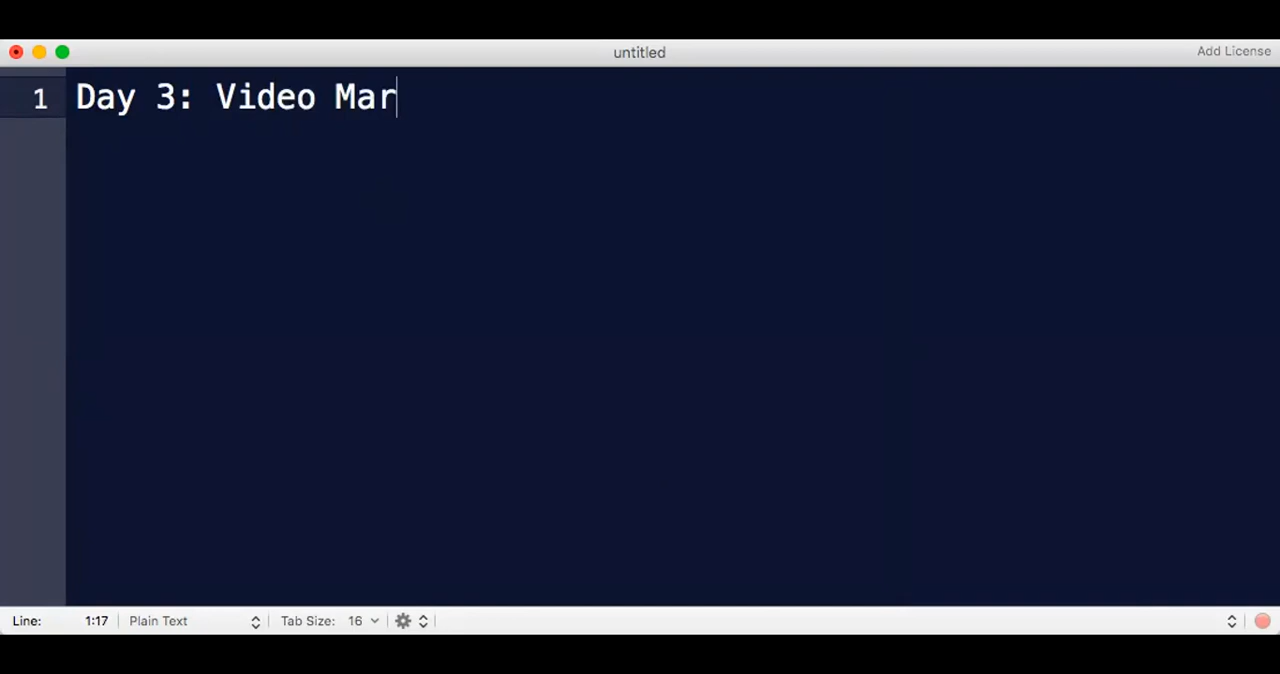 untitled
Add License
1 Day 3: Video Mar
Line: 1:17 Plain Text Tab Size: 16